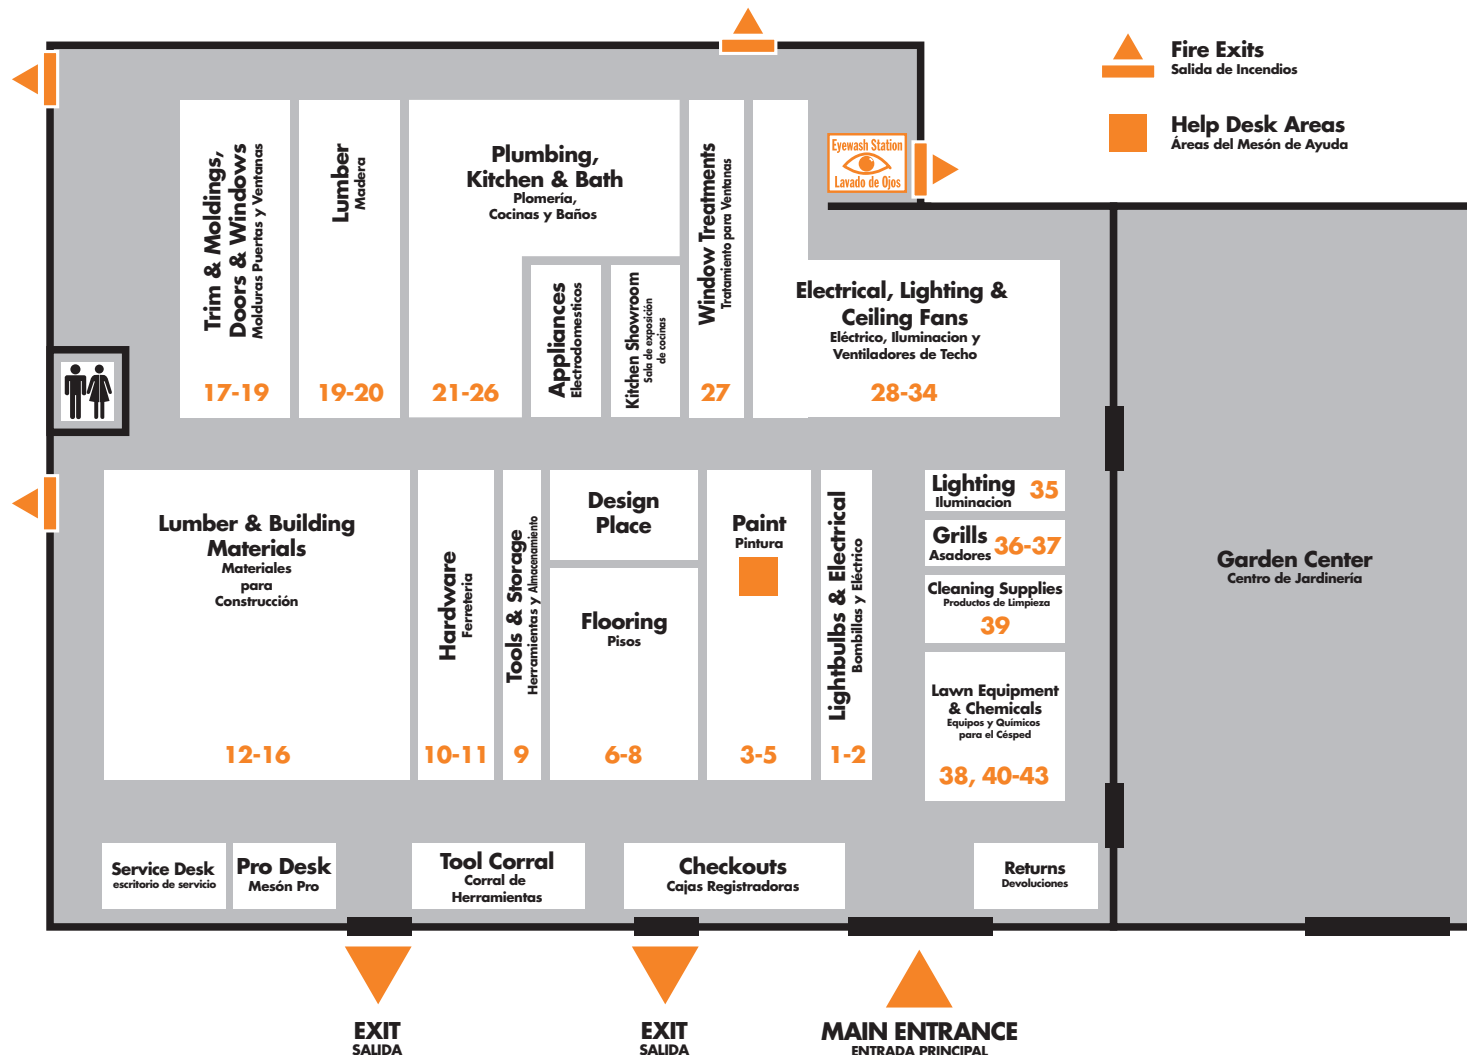 Fire Exits
Salida de Incendios
Help Desk Areas
Áreas del Mesón de Ayuda
Eyewash Station
Lavado de Ojos
Trim & Moldings,
Doors & Windows
Molduras Puertas y Ventanas
17-19
Lumber
Madera
19-20
Plumbing,
Kitchen & Bath
Plomería,
Cocinas y Baños
21-26
Appliances
Electrodomesticos
Kitchen Showroom
Sala de exposición
de cocinas
Window Treatments
Tratamiento para Ventanas
27
Electrical, Lighting &
Ceiling Fans
Eléctrico, Iluminacion y
Ventiladores de Techo
28-34
Lumber & Building
Materials
Materiales
para
Construcción
12-16
Hardware
Ferreteria
10-11
Tools & Storage
Herramientas y Almacenamiento
9
Design
Place
Flooring
Pisos
6-8
Paint
Pintura
3-5
Lightbulbs & Electrical
Bombillas y Eléctrico
1-2
Lighting
Iluminacion
35
Grills
Asadores
36-37
Cleaning Supplies
Productos de Limpieza
39
Lawn Equipment
& Chemicals
Equipos y Químicos
para el Césped
38, 40-43
Garden Center
Centro de Jardinería
Service Desk
escritorio de servicio
Pro Desk
Mesón Pro
Tool Corral
Corral de
Herramientas
Checkouts
Cajas Registradoras
Returns
Devoluciones
EXIT
SALIDA
EXIT
SALIDA
MAIN ENTRANCE
ENTRADA PRINCIPAL